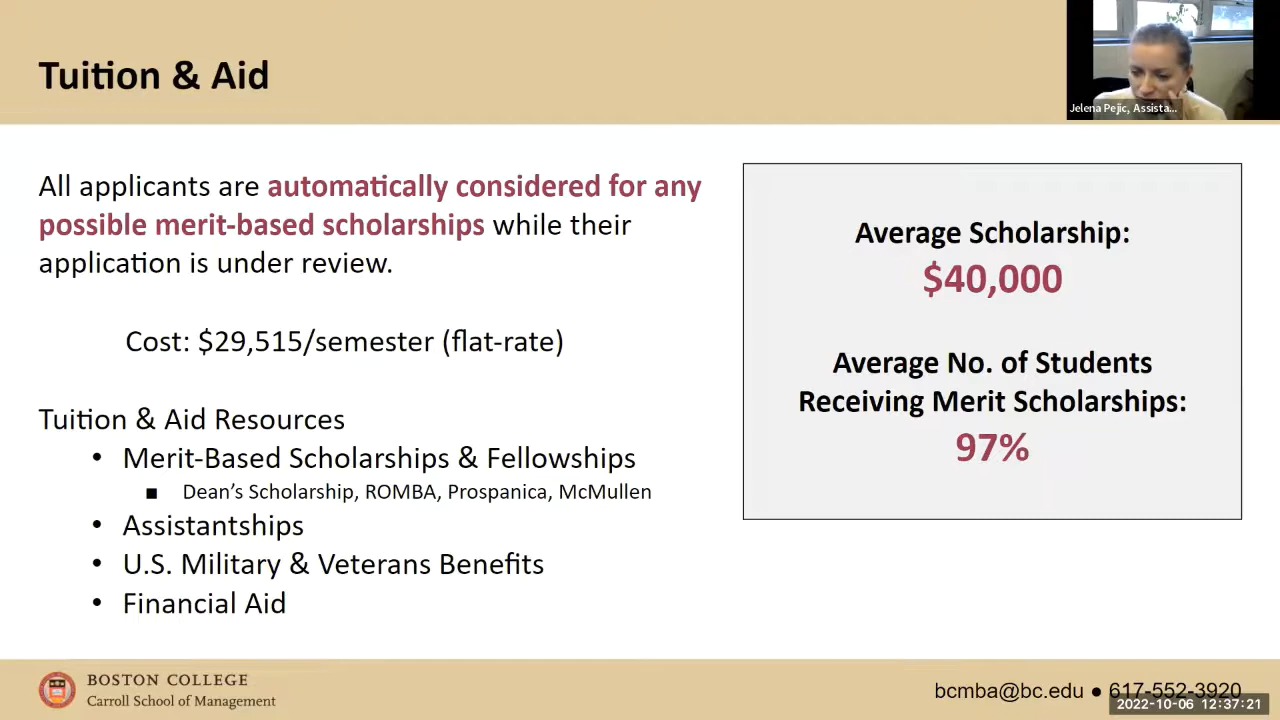 Tuition & Aid
Jelena Pejic, Assista...
All applicants are automatically considered for any
possible merit-based scholarships while their
application is under review.
Cost: $29,515/semester (flat-rate)
Tuition & Aid Resources
• Merit-Based Scholarships & Fellowships
■ Dean's Scholarship, ROMBA, Prospanica, McMullen
• Assistantships
• U.S. Military & Veterans Benefits
• Financial Aid
Average Scholarship:
$40,000
Average No. of Students
Receiving Merit Scholarships:
97%
BOSTON COLLEGE
Carroll School of Management
bcmba@bc.edu ● 617-552-3920
2022-10-06 12:37:21